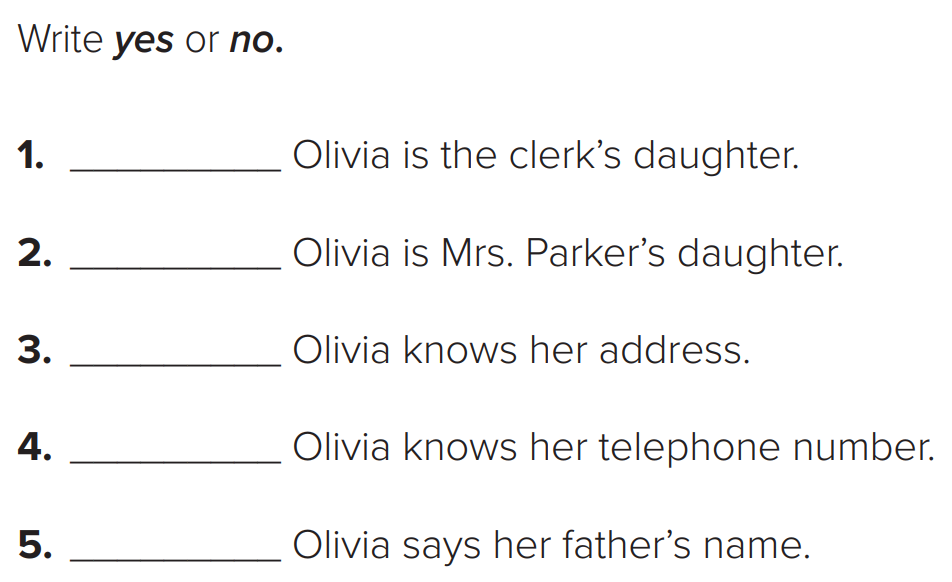 Write yes or no.
1. __________ Olivia is the clerk’s daughter.
2. __________ Olivia is Mrs. Parker’s daughter.
3. __________ Olivia knows her address.
4. __________ Olivia knows her telephone number.
5. __________ Olivia says her father’s name.